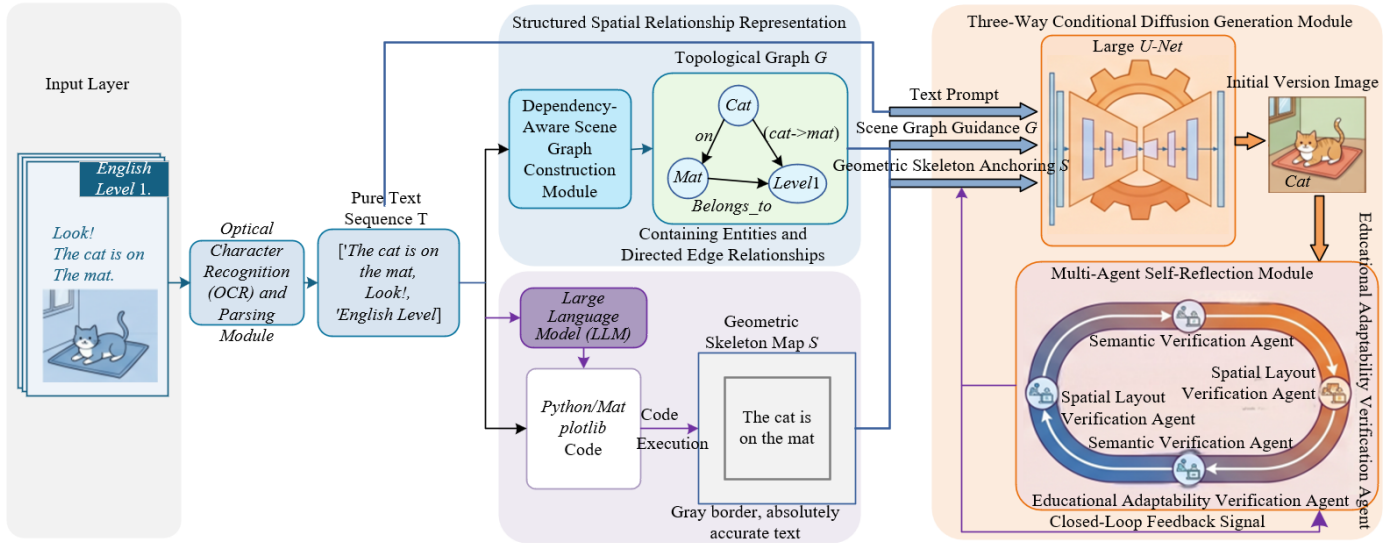 Input Layer
English
Level 1.
Look!
The cat is on
The mat.
Optical
Character
Recognition
(OCR) and
Parsing
Module
Pure Text
Sequence T
['The cat is on
the mat,
Look!,
'English Level]
Structured Spatial Relationship Representation
Dependency-
Aware Scene
Graph
Construction
Module
Topological Graph G
Cat
on
(cat->mat)
Mat
Level1
Belongs_to
Containing Entities and
Directed Edge Relationships
Large
Language
Model (LLM)
Python/Mat
plotlib
Code
Code
Execution
Geometric
Skeleton Map S
The cat is
on the mat
Gray border, absolutely
accurate text
Three-Way Conditional Diffusion Generation Module
Large U-Net
Text Prompt
Scene Graph Guidance G
Geometric Skeleton Anchoring S
Initial Version Image
Cat
Educational Adaptability Verification Agent
Multi-Agent Self-Reflection Module
Semantic Verification Agent
Spatial Layout
Verification Agent
Spatial Layout
Verification Agent
Semantic Verification Agent
Educational Adaptability Verification Agent
Closed-Loop Feedback Signal